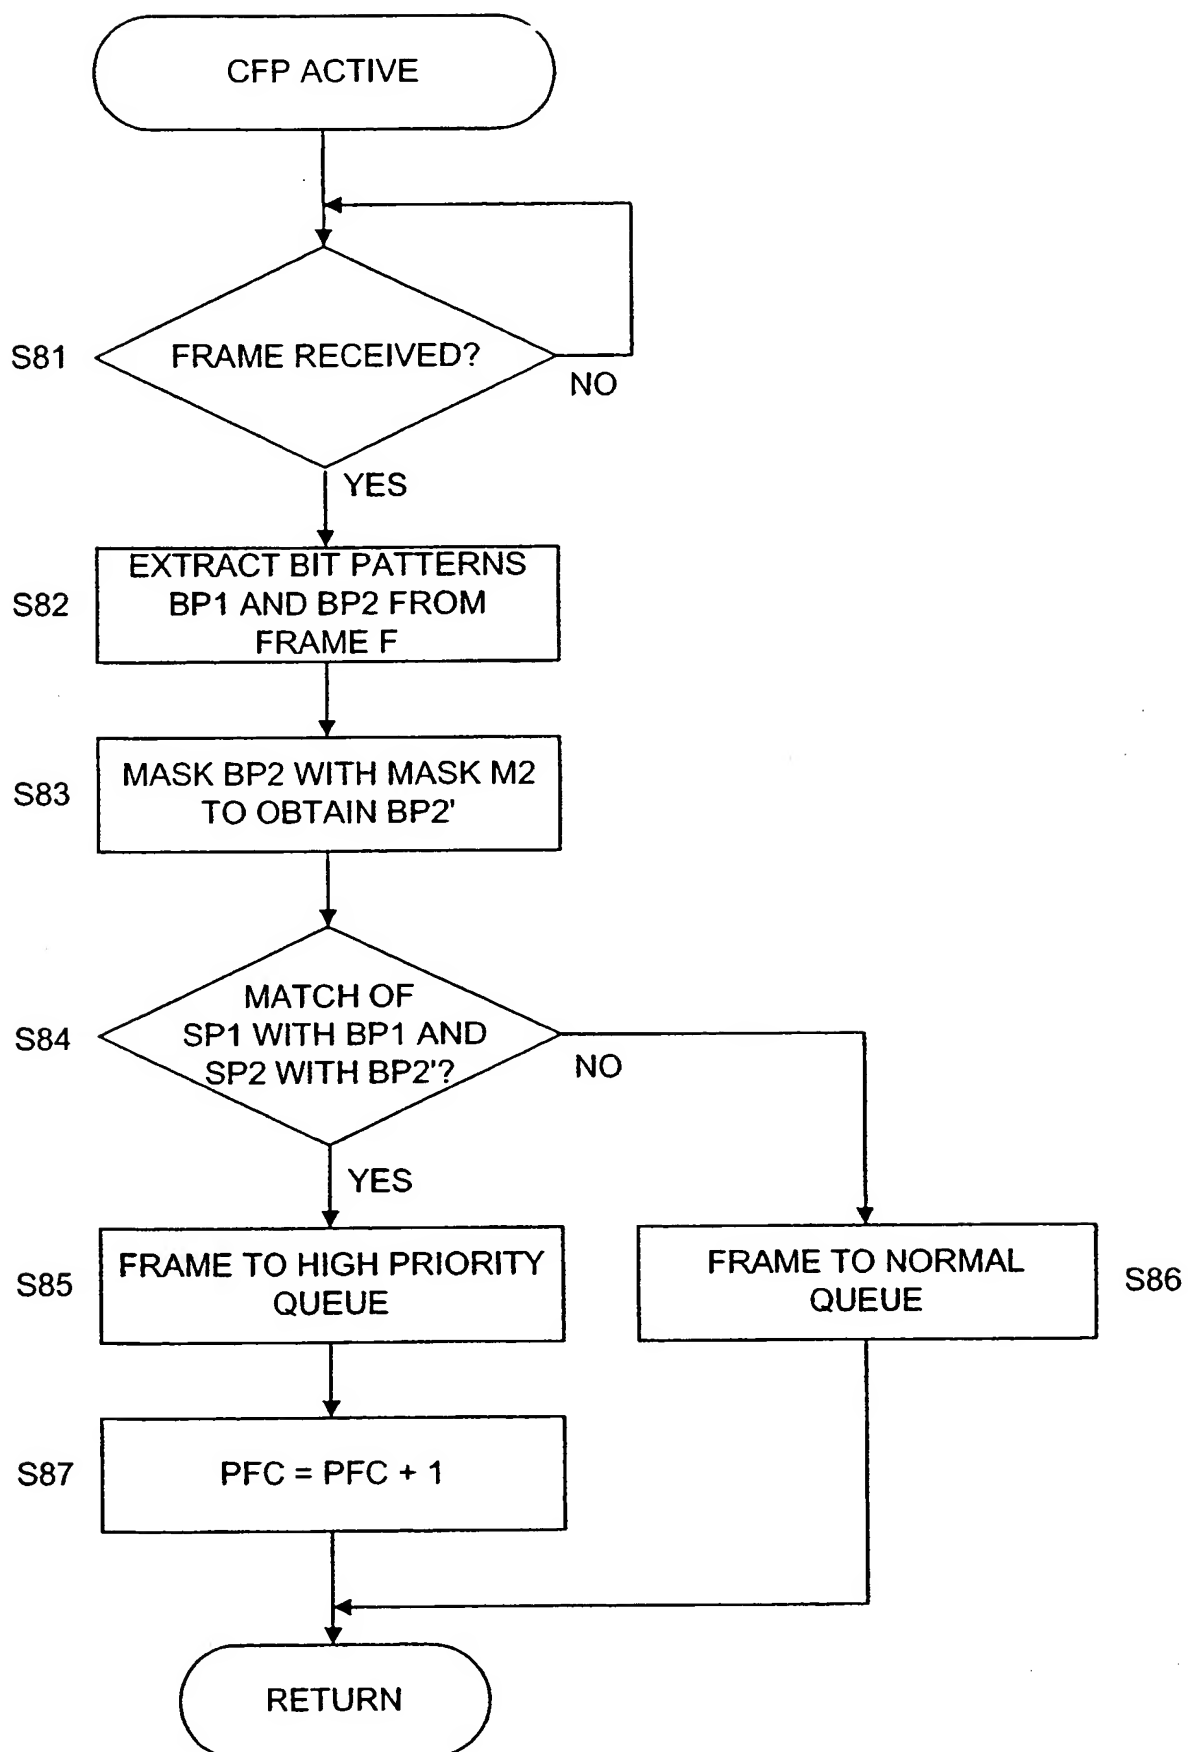 CFP ACTIVE
S81
FRAME RECEIVED?
NO
YES
S82
EXTRACT BIT PATTERNS
BP1 AND BP2 FROM
FRAME F
S83
MASK BP2 WITH MASK M2
TO OBTAIN BP2'
S84
MATCH OF
SP1 WITH BP1 AND
SP2 WITH BP2'?
NO
YES
S85
FRAME TO HIGH PRIORITY
QUEUE
FRAME TO NORMAL
QUEUE
S86
S87
PFC = PFC + 1
RETURN